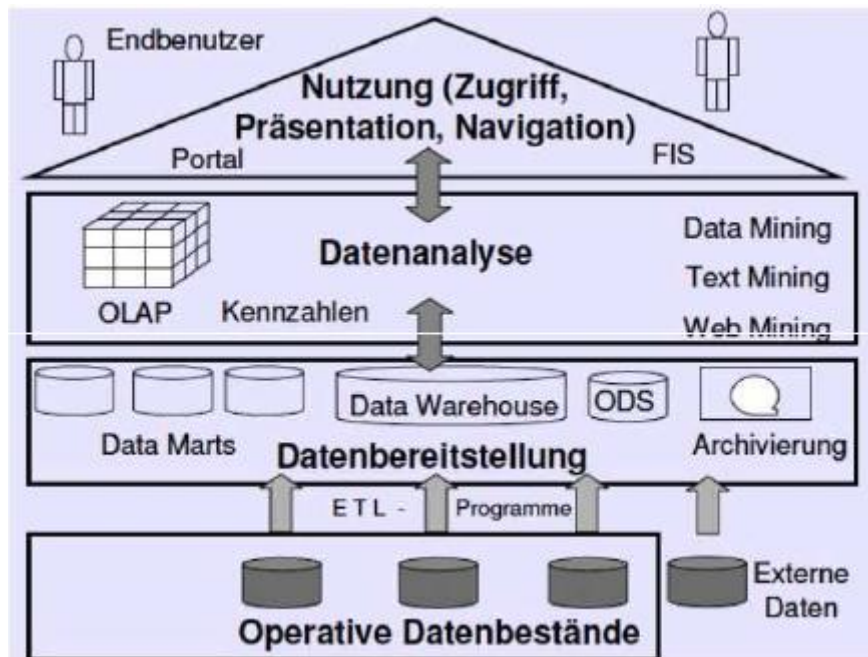 Endbenutzer
Nutzung (Zugriff,
Präsentation, Navigation)
Portal
FIS
Datenanalyse
Data Mining
Text Mining
Web Mining
OLAP
Kennzahlen
Data Marts
Data Warehouse
ODS
Archivierung
Datenbereitstellung
E T L - Programme
Externe
Daten
Operative Datenbestände